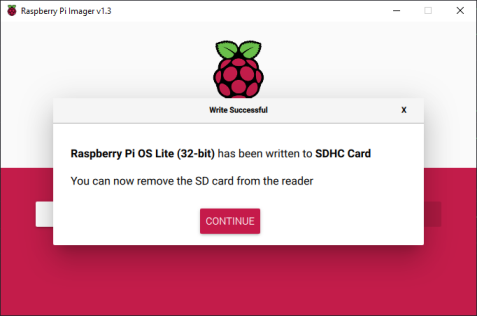 Raspberry Pi Imager v1.3
Write Successful
X
Raspberry Pi OS Lite (32-bit) has been written to SDHC Card
You can now remove the SD card from the reader
CONTINUE